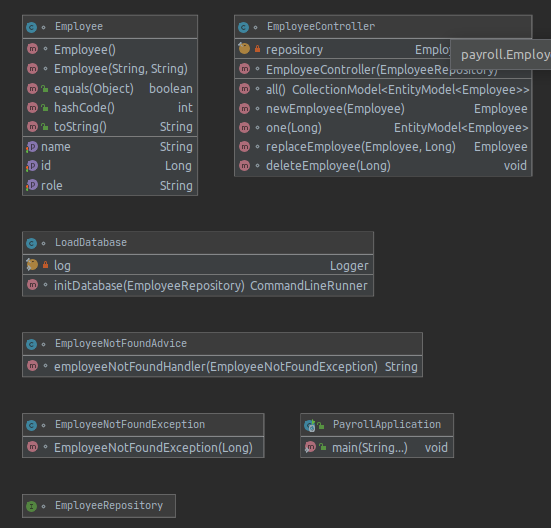 Employee
Employee()
Employee(String, String)
equals(Object) boolean
hashCode() int
toString() String
name String
id Long
role String
EmployeeController
repository
payroll.Employe
EmployeeController(EmployeeRepository)
all() CollectionModel<EntityModel<Employee>>
newEmployee(Employee) Employee
one(Long) EntityModel<Employee>
replaceEmployee(Employee, Long) Employee
deleteEmployee(Long) void
LoadDatabase
log Logger
initDatabase(EmployeeRepository) CommandLineRunner
EmployeeNotFoundAdvice
employeeNotFoundHandler(EmployeeNotFoundException) String
EmployeeNotFoundException
EmployeeNotFoundException(Long)
PayrollApplication
main(String...) void
EmployeeRepository